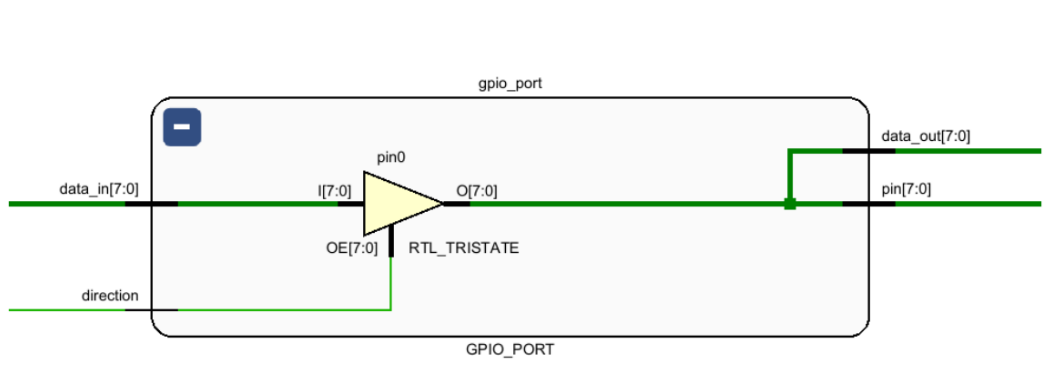 gpio_port
data_out[7:0]
pin0
data_in[7:0]
I[7:0]
O[7:0]
pin[7:0]
OE[7:0]
RTL_TRISTATE
direction
GPIO_PORT